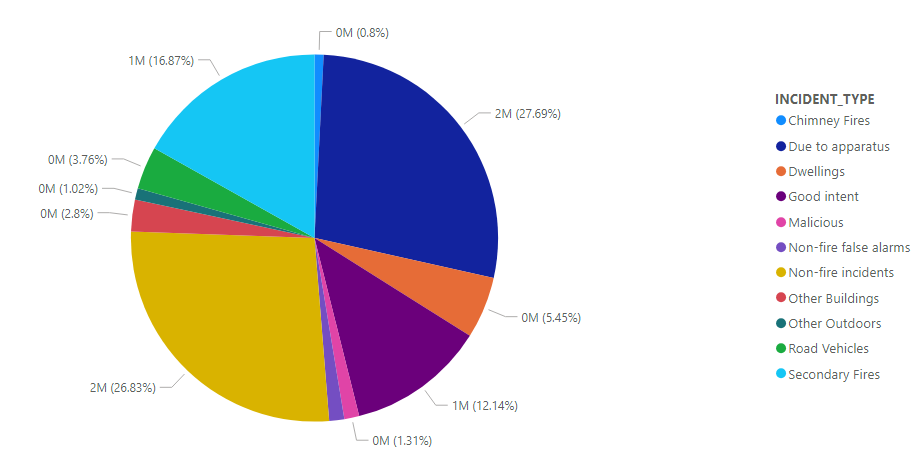 0M (0.8%)
1M (16.87%)
2M (27.69%)
0M (3.76%)
0M (1.02%)
0M (2.8%)
0M (5.45%)
2M (26.83%)
1M (12.14%)
0M (1.31%)
INCIDENT_TYPE
Chimney Fires
Due to apparatus
Dwellings
Good intent
Malicious
Non-fire false alarms
Non-fire incidents
Other Buildings
Other Outdoors
Road Vehicles
Secondary Fires